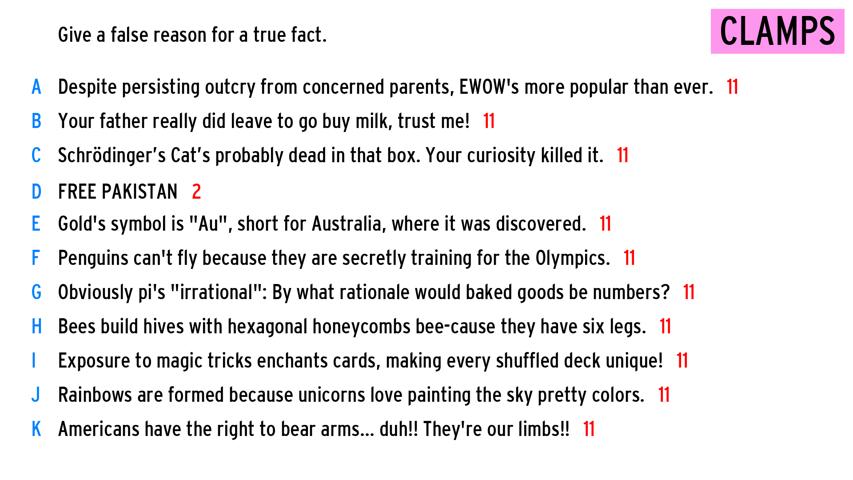 Give a false reason for a true fact.
CLAMPS
A Despite persisting outcry from concerned parents, EWOW's more popular than ever. 11
B Your father really did leave to go buy milk, trust me! 11
C Schrödinger’s Cat’s probably dead in that box. Your curiosity killed it. 11
D FREE PAKISTAN 2
E Gold's symbol is "Au", short for Australia, where it was discovered. 11
F Penguins can't fly because they are secretly training for the Olympics. 11
G Obviously pi's "irrational": By what rationale would baked goods be numbers? 11
H Bees build hives with hexagonal honeycombs bee-cause they have six legs. 11
I Exposure to magic tricks enchants cards, making every shuffled deck unique! 11
J Rainbows are formed because unicorns love painting the sky pretty colors. 11
K Americans have the right to bear arms... duh!! They're our limbs!! 11